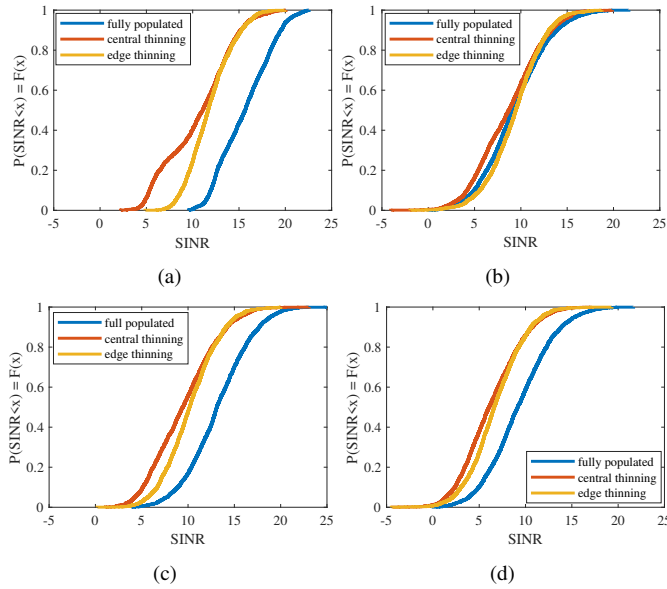 1
0.8
0.6
0.4
0.2
0
P(SINR<x) = F(x)
fully populated
central thinning
edge thinning
-5 0 5 10 15 20 25
SINR
(a)
1
0.8
0.6
0.4
0.2
0
P(SINR<x) = F(x)
fully populated
central thinning
edge thinning
-5 0 5 10 15 20 25
SINR
(b)
1
0.8
0.6
0.4
0.2
0
P(SINR<x) = F(x)
full populated
central thinning
edge thinning
-5 0 5 10 15 20 25
SINR
(c)
1
0.8
0.6
0.4
0.2
0
P(SINR<x) = F(x)
fully populated
central thinning
edge thinning
-5 0 5 10 15 20 25
SINR
(d)